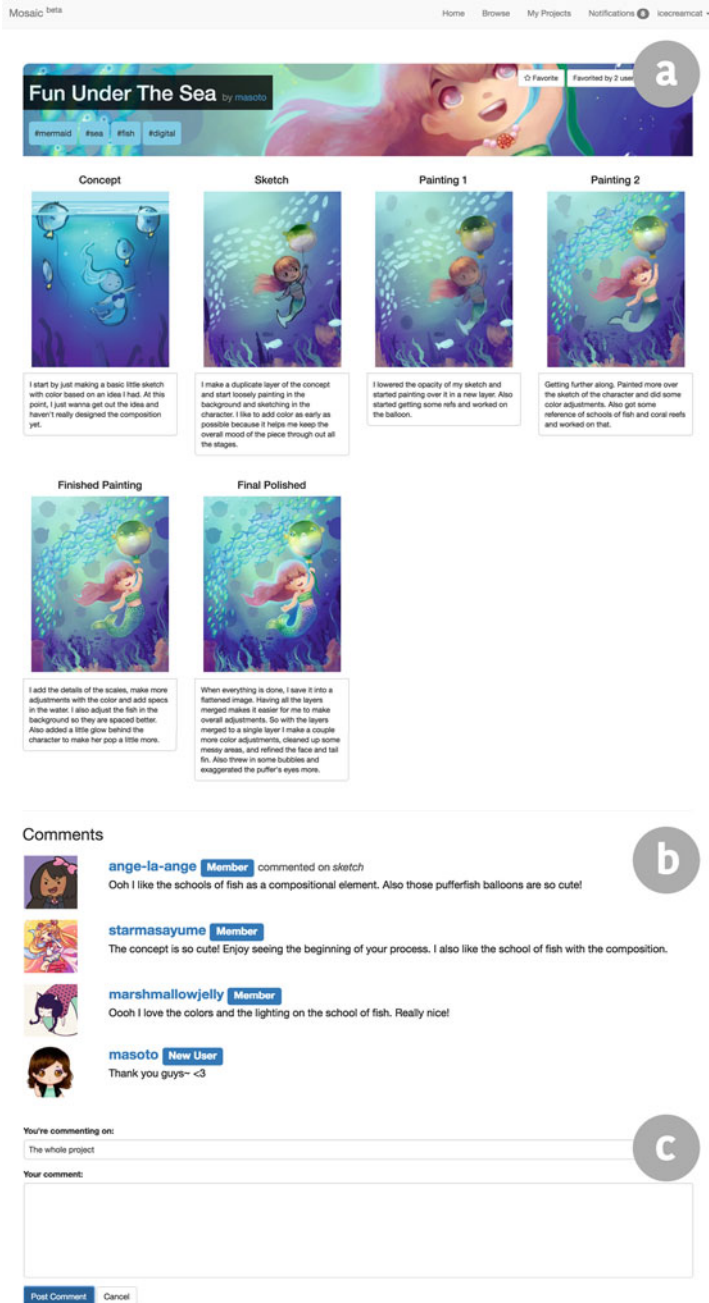 Mosaic beta
Home Browse My Projects Notifications 8 icecreamcat
a
Fun Under The Sea by masoto
☆ Favorite
Favorited by 2 user
#mermaid #sea #fish #digital
Concept
I start by just making a basic little sketch
with color based on an idea I had. At this
point, I just wanna get out the idea and
haven't really designed the composition
yet.
Sketch
I make a duplicate layer of the concept
and start loosely painting in the
background and sketching in the
character. I like to add color as early as
possible because it helps me keep the
overall mood of the piece through out all
the stages.
Painting 1
I lowered the opacity of my sketch and
started painting over it in a new layer. Also
started getting some refs and worked on
the balloon.
Painting 2
Getting further along. Painted more over
the sketch of the character and did some
color adjustments. Also got some
reference of schools of fish and coral reefs
and worked on that.
Finished Painting
I add the details of the scales, make more
adjustments with the color and add specs
in the water. I also adjust the fish in the
background so they are spaced better.
Also added a little glow behind the
character to make her pop a little more.
Final Polished
When everything is done, I save it into a
flattened image. Having all the layers
merged makes it easier for me to make
overall adjustments. So with the layers
merged to a single layer I make a couple
more color adjustments, cleaned up some
messy areas, and refined the face and tail
fin. Also threw in some bubbles and
exaggerated the puffer's eyes more.
Comments
b
ange-la-ange Member commented on sketch
Ooh I like the schools of fish as a compositional element. Also those pufferfish balloons are so cute!
starmasayume Member
The concept is so cute! Enjoy seeing the beginning of your process. I also like the school of fish with the composition.
marshmallowjelly Member
Oooh I love the colors and the lighting on the school of fish. Really nice!
masoto New User
Thank you guys~ <3
You're commenting on:
The whole project
c
Your comment:
Post Comment Cancel